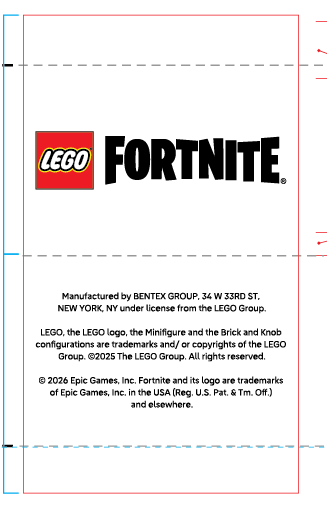 LEGO FORTNITE®
Manufactured by BENTEX GROUP, 34 W 33RD ST,
NEW YORK, NY under license from the LEGO Group.
LEGO, the LEGO logo, the Minifigure and the Brick and Knob
configurations are trademarks and/ or copyrights of the LEGO
Group. ©2025 The LEGO Group. All rights reserved.
© 2026 Epic Games, Inc. Fortnite and its logo are trademarks
of Epic Games, Inc. in the USA (Reg. U.S. Pat. & Tm. Off.)
and elsewhere.